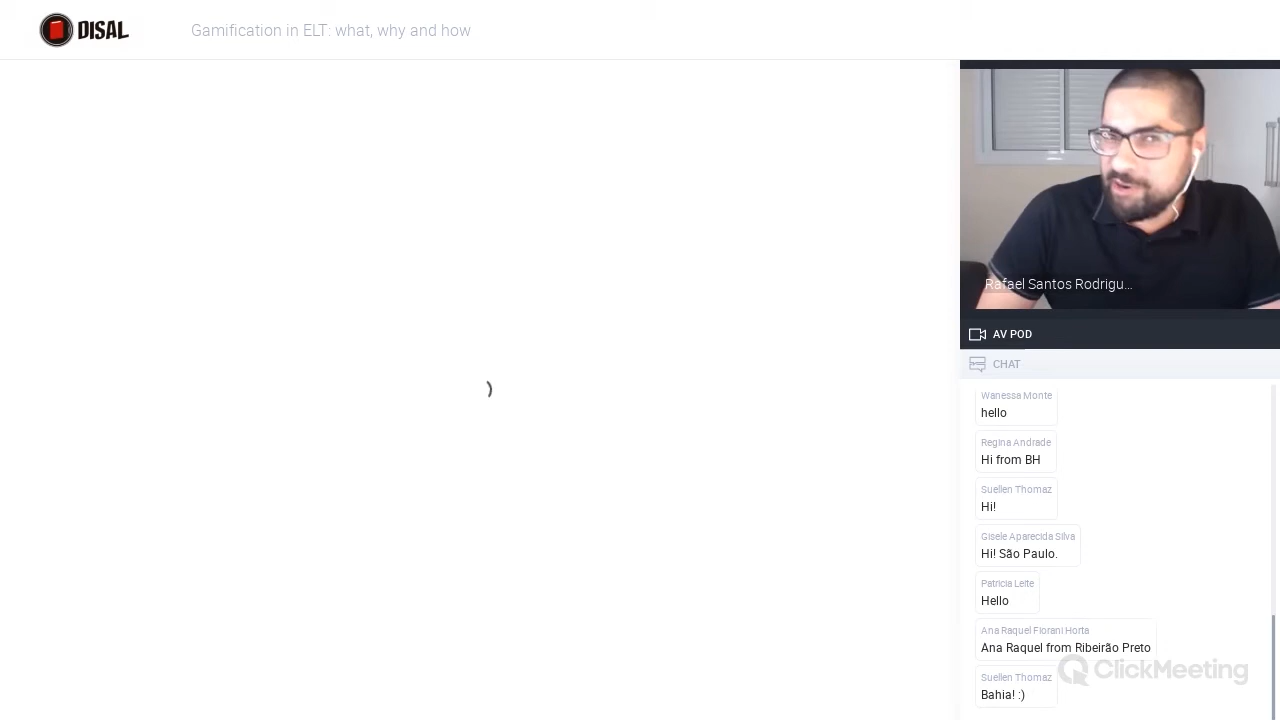 DISAL
Gamification in ELT: what, why and how
Rafael Santos Rodrigu...
AV POD
CHAT
Wanessa Monte
hello
Regina Andrade
Hi from BH
Suellen Thomaz
Hi!
Gisele Aparecida Silva
Hi! São Paulo.
Patricia Leite
Hello
Ana Raquel Fiorani Horta
Ana Raquel from Ribeirão Preto
Suellen Thomaz
Bahia! :)
ClickMeeting